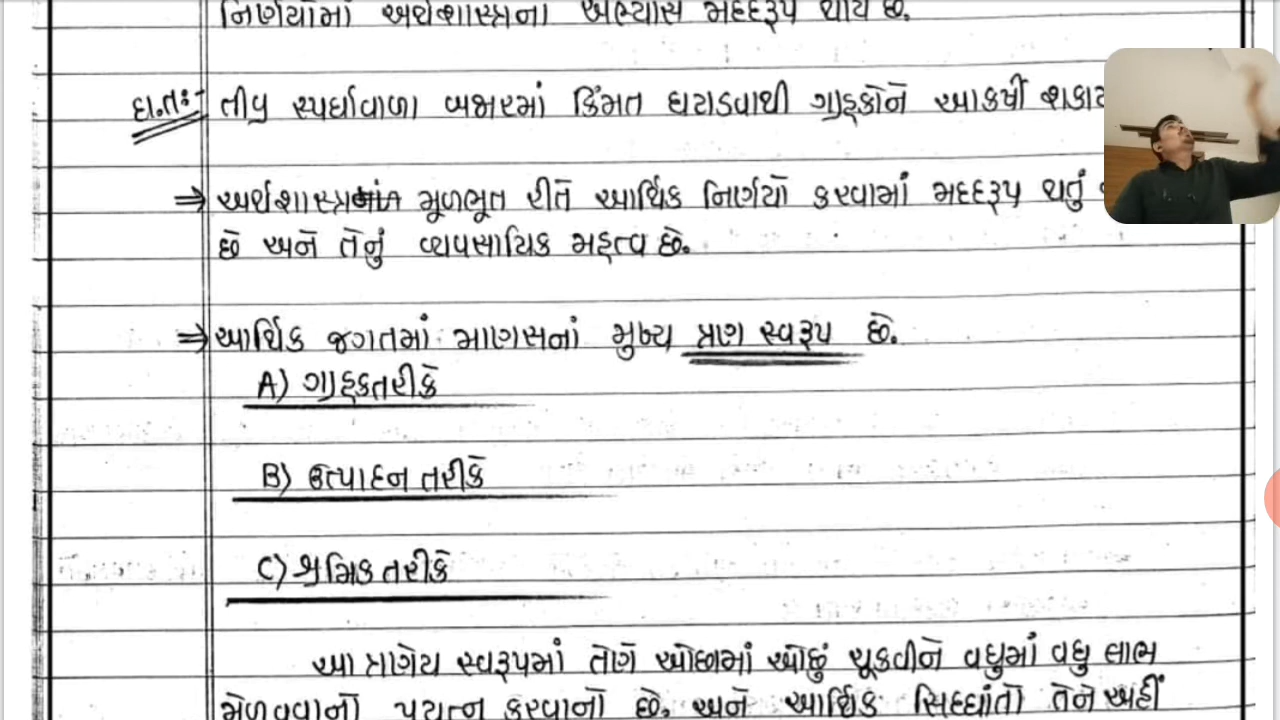 નિર્ણયોમાં અર્થશાસ્ત્રના અભ્યાસ મદદરૂપ થાય છે.
દા.તઃ- તીવ્ર સ્પર્ધાવાળા બજારમાં કિંમત ઘટાડવાથી ગ્રાહકોને આકર્ષી શકાય
⇒ અર્થશાસ્ત્ર મૂળભૂત રીતે આર્થિક નિર્ણયો કરવામાં મદદરૂપ થતું
છે અને તેનું વ્યવસાયિક મહત્વ છે.
⇒ આર્થિક જગતમાં માણસનાં મુખ્ય ત્રણ સ્વરૂપ છે.
A) ગ્રાહક તરીકે
B) ઉત્પાદન તરીકે
C) શ્રમિક તરીકે
આ ત્રણેય સ્વરૂપમાં તેણે ઓછામાં ઓછું ચૂકવીને વધુમાં વધુ લાભ
મેળવવાનો પ્રયત્ન કરવાનો છે. અને આર્થિક સિદ્ધાંતો તેને અહીં